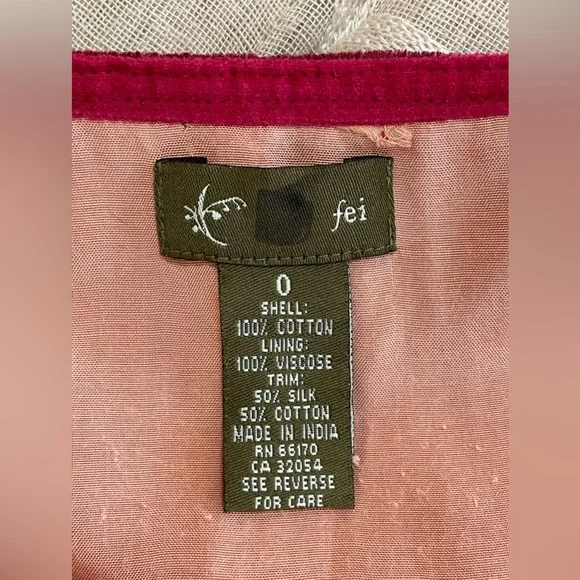 fei
0
SHELL:
100% COTTON
LINING:
100% VISCOSE
TRIM:
50% SILK
50% COTTON
MADE IN INDIA
RN 66170
CA 32054
SEE REVERSE
FOR CARE